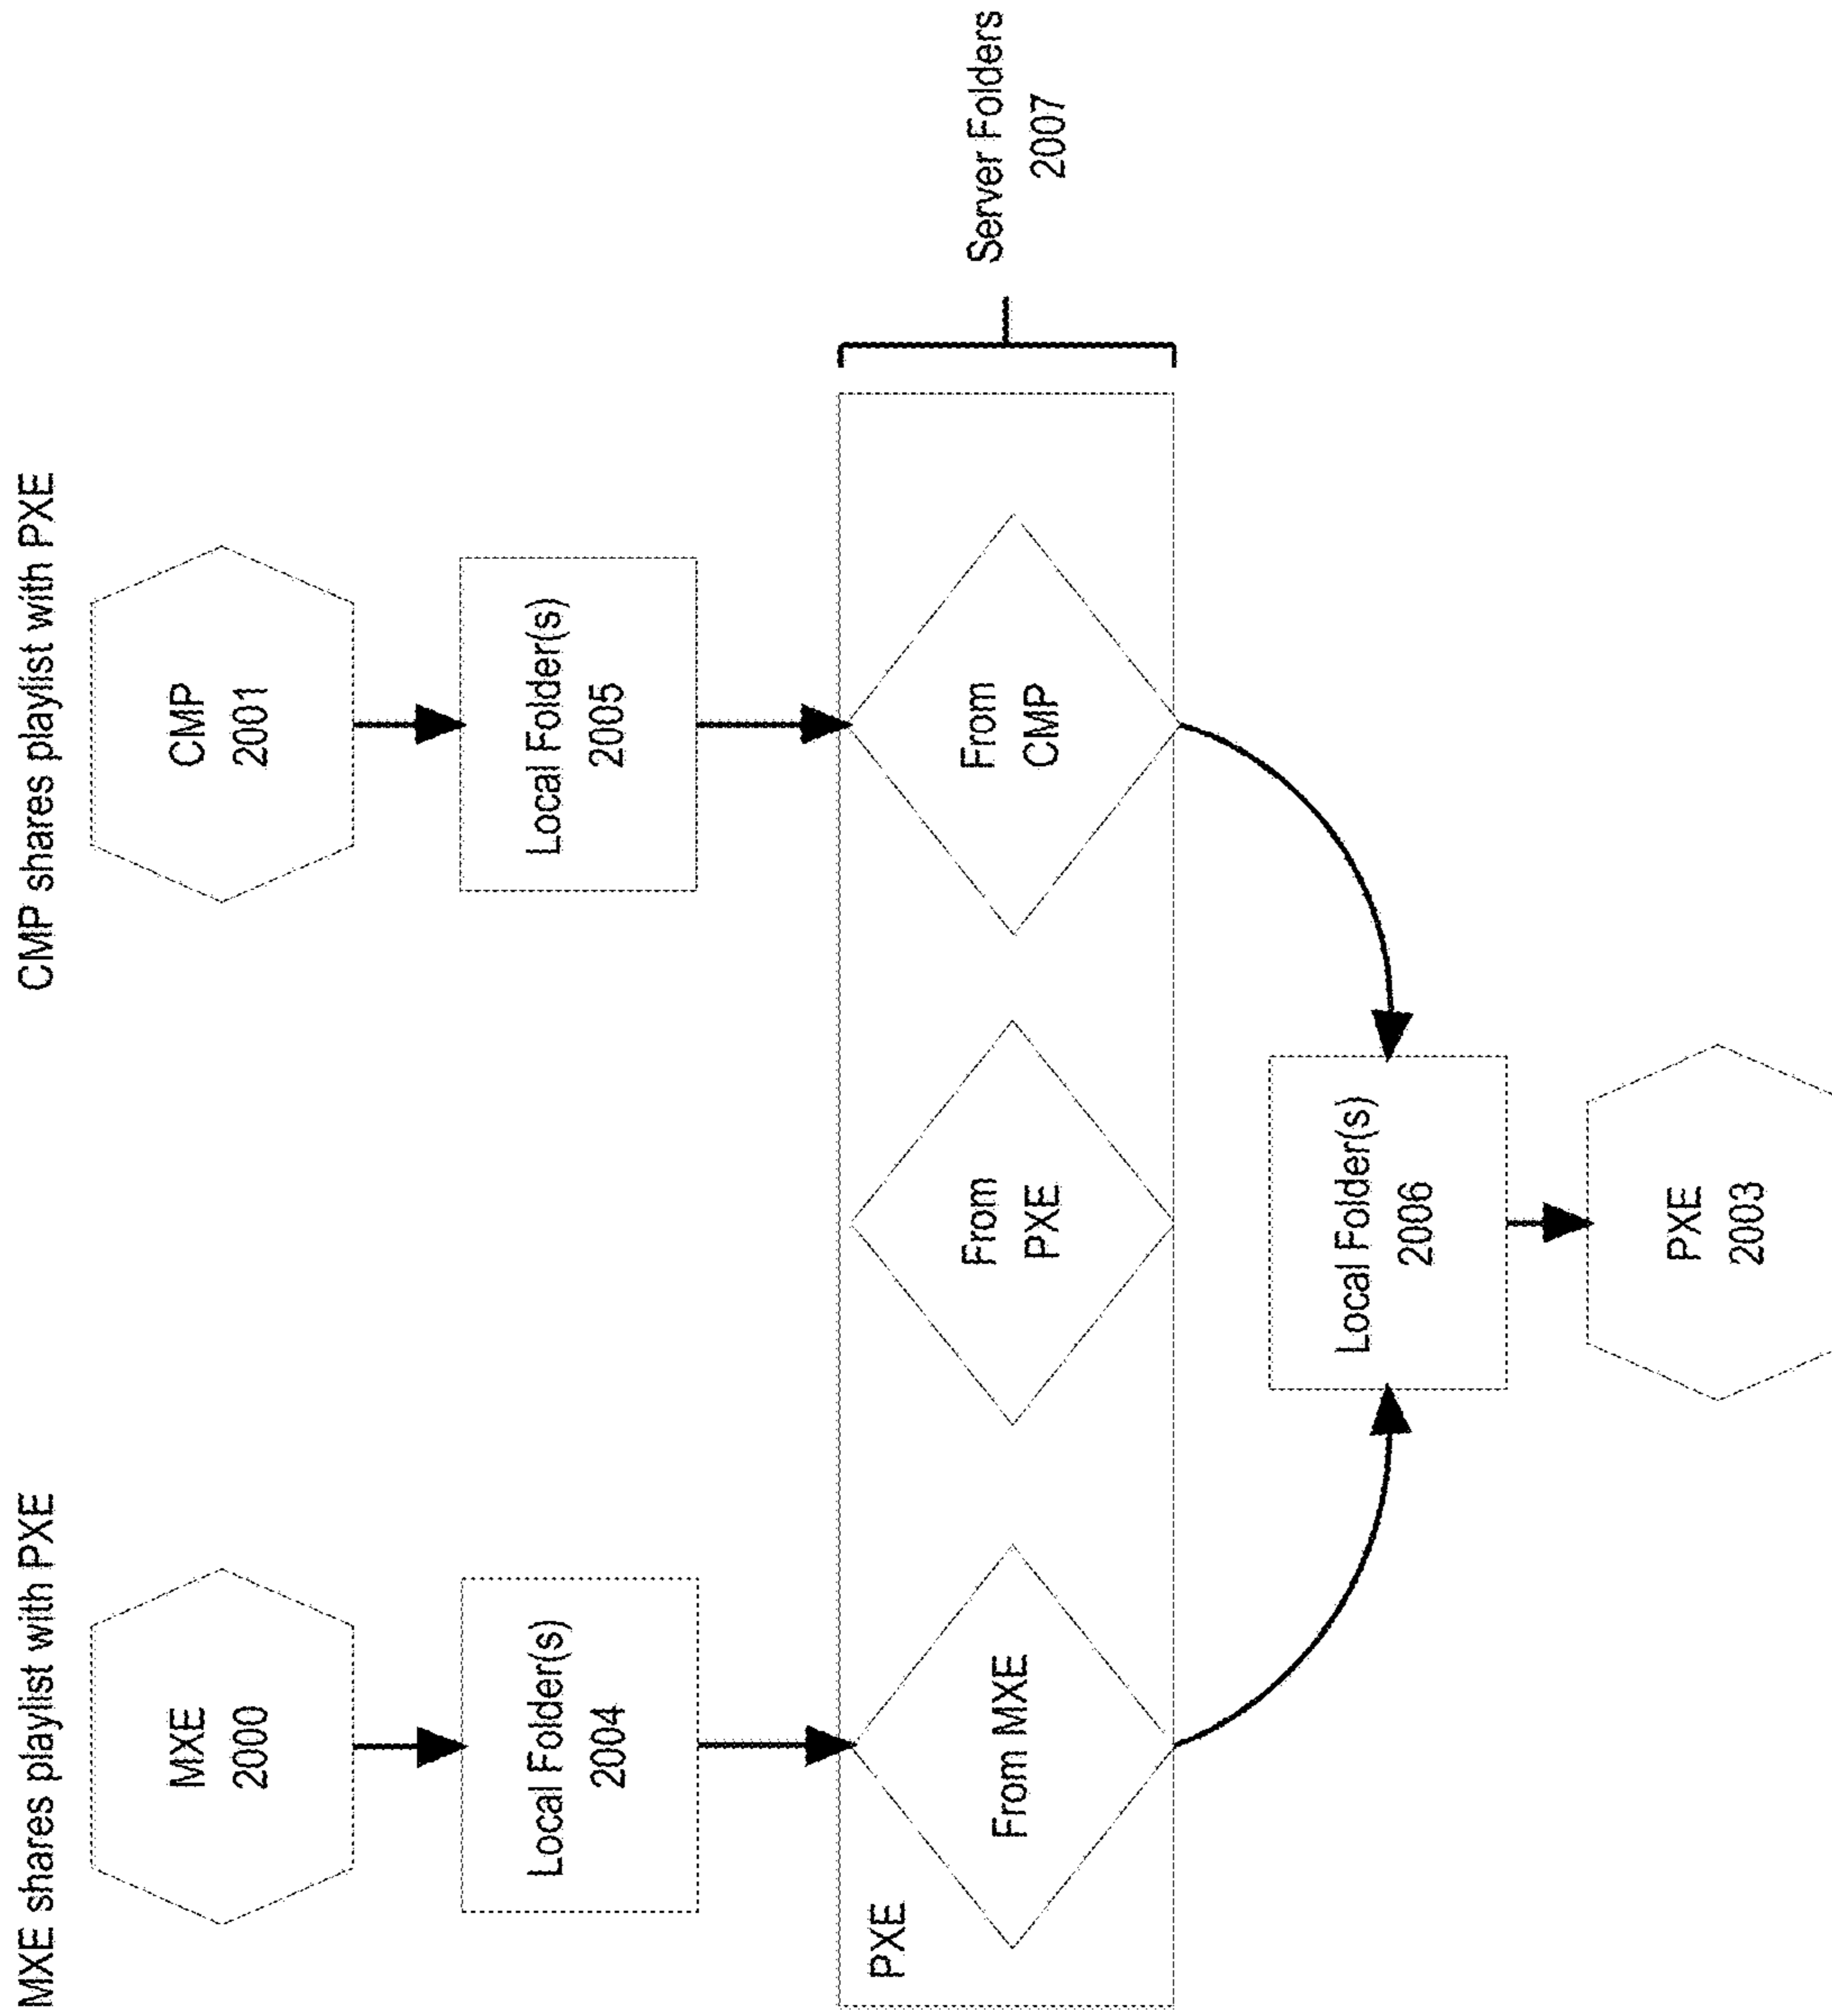 MXE shares playlist with PXE
CMP shares playlist with PXE
MXE
2000
CMP
2001
Local Folder(s)
2004
Local Folder(s)
2005
PXE
From MXE
From
PXE
From
CMP
Server Folders
2007
Local Folder(s)
2006
PXE
2003